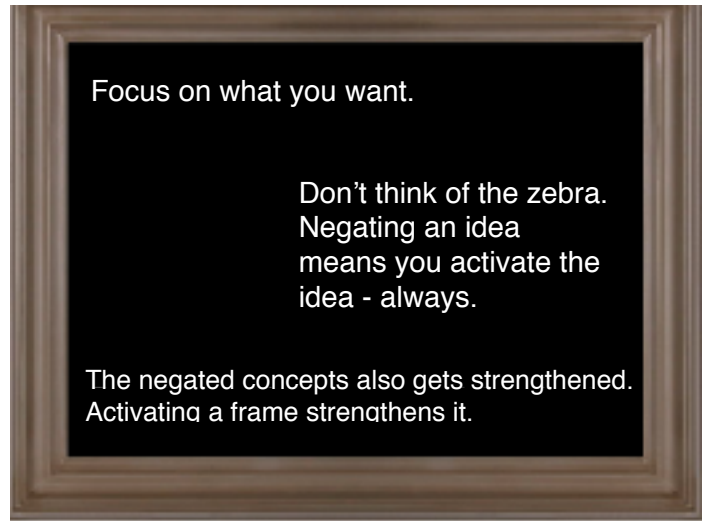 Focus on what you want.
Don’t think of the zebra.
Negating an idea
means you activate the
idea - always.
The negated concepts also gets strengthened.
Activating a frame strengthens it.